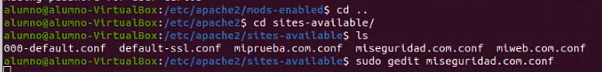 alumno@alumno-VirtualBox:/etc/apache2/mods-enabled$ cd ..
alumno@alumno-VirtualBox:/etc/apache2$ cd sites-available/
alumno@alumno-VirtualBox:/etc/apache2/sites-available$ ls
000-default.conf default-ssl.conf miprueba.com.conf miseguridad.com.conf miweb.com.conf
alumno@alumno-VirtualBox:/etc/apache2/sites-available$ sudo gedit miseguridad.com.conf